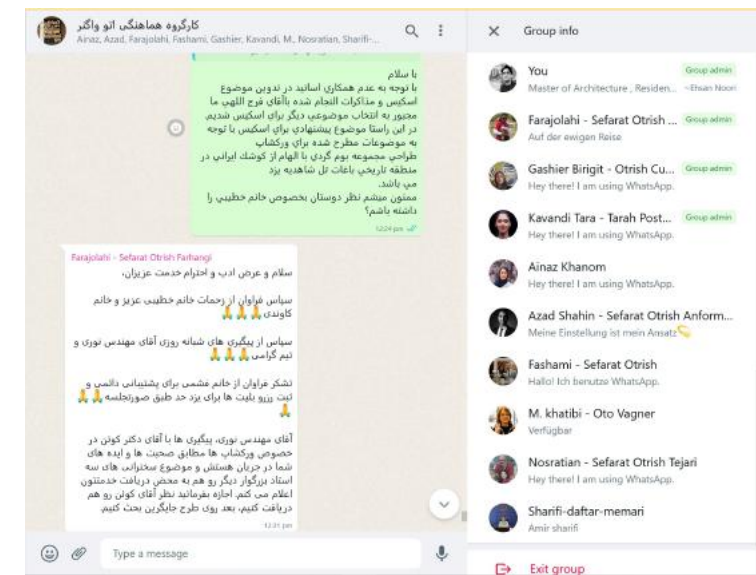 کارگروه هماهنگی اتو واگنر
Ainaz, Azad, Farajolahi, Fashami, Gashier, Kavandi, M., Nosratian, Sharifi-...
با سلام
با توجه به عدم همکاری اساتید در تدوین موضوع
اسکیس و مذاکرات انجام شده باآقای فرج اللهی ما
مجبور به انتخاب موضوعی دیگر برای اسکیس شدیم.
در این راستا موضوع پیشنهادی برای اسکیس با توجه
به موضوعات مطرح شده برای ورکشاپ
طراحی مجموعه بوم گردی با الهام از کوشك ایرانی در
منطقه تاریخی باغات تل شاهدیه یزد
می باشد.
ممنون میشم نظر دوستان بخصوص خانم خطیبی را
داشته باشم؟
12:24 pm
Farajolahi - Sefarat Otrish Farhangi
سلام و عرض ادب و احترام خدمت عزیزان،
سپاس فراوان از زحمات خانم خطیبی عزیز و خانم
کاوندی🙏🙏🙏
سپاس از پیگیری های شبانه روزی آقای مهندس نوری و
تیم گرامی🙏🙏🙏
تشکر فراوان از خانم فشمی برای پشتیبانی دائمی و
ثبت رزرو بلیت ها برای یزد حد طبق صورتجلسه🙏🙏
🙏
آقای مهندس نوری، پیگیری ها با آقای دکتر کوتن در
خصوص ورکشاپ ها مطابق صحبت ها و ایده های
شما در جریان هستش و موضوع سخنرانی های سه
استاد بزرگوار دیگر رو هم به محض دریافت خدمتتون
اعلام می کنم. اجازه بفرمائید نظر آقای کوتن رو هم
دریافت کنیم، بعد روی طرح جایگزین بحث کنیم.
12:31 pm
Type a message
Group info
You
Group admin
Master of Architecture , Residen... ~Ehsan Noori
Farajolahi - Sefarat Otrish ...
Group admin
Auf der ewigen Reise
Gashier Birigit - Otrish Cu...
Group admin
Hey there! I am using WhatsApp.
Kavandi Tara - Tarah Post...
Group admin
Hey there! I am using WhatsApp.
Ainaz Khanom
Hey there! I am using WhatsApp.
Azad Shahin - Sefarat Otrish Anform...
Meine Einstellung ist mein Ansatz💫
Fashami - Sefarat Otrish
Hallo! Ich benutze WhatsApp.
M. khatibi - Oto Vagner
Verfügbar
Nosratian - Sefarat Otrish Tejari
Hey there! I am using WhatsApp.
Sharifi-daftar-memari
Amir sharifi
Exit group